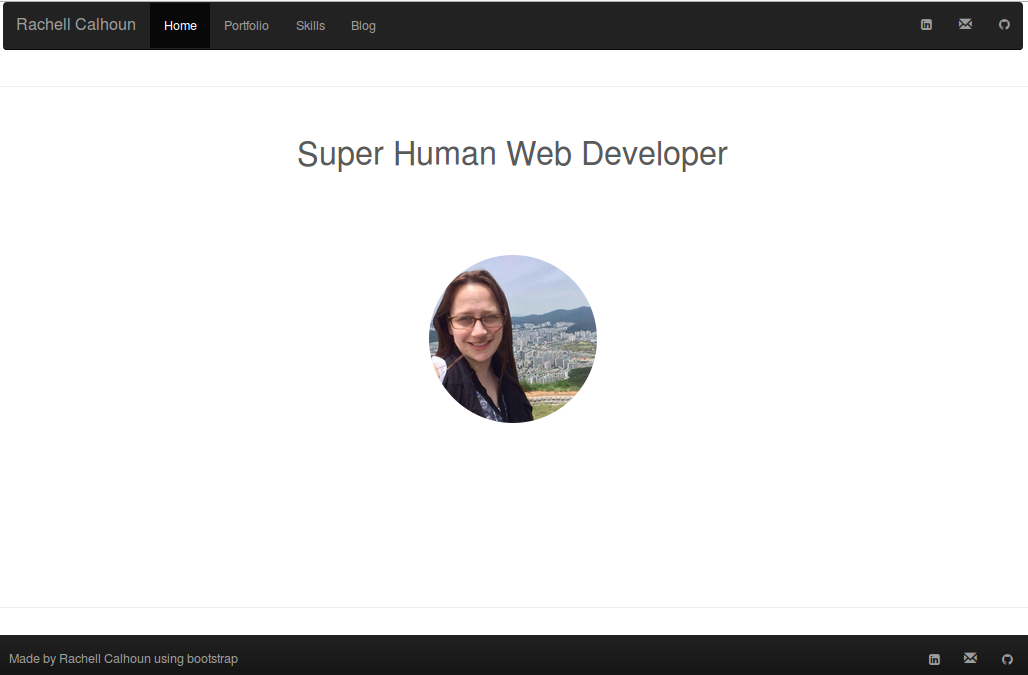 Rachell Calhoun Home Portfolio Skills Blog
Super Human Web Developer
Made by Rachell Calhoun using bootstrap